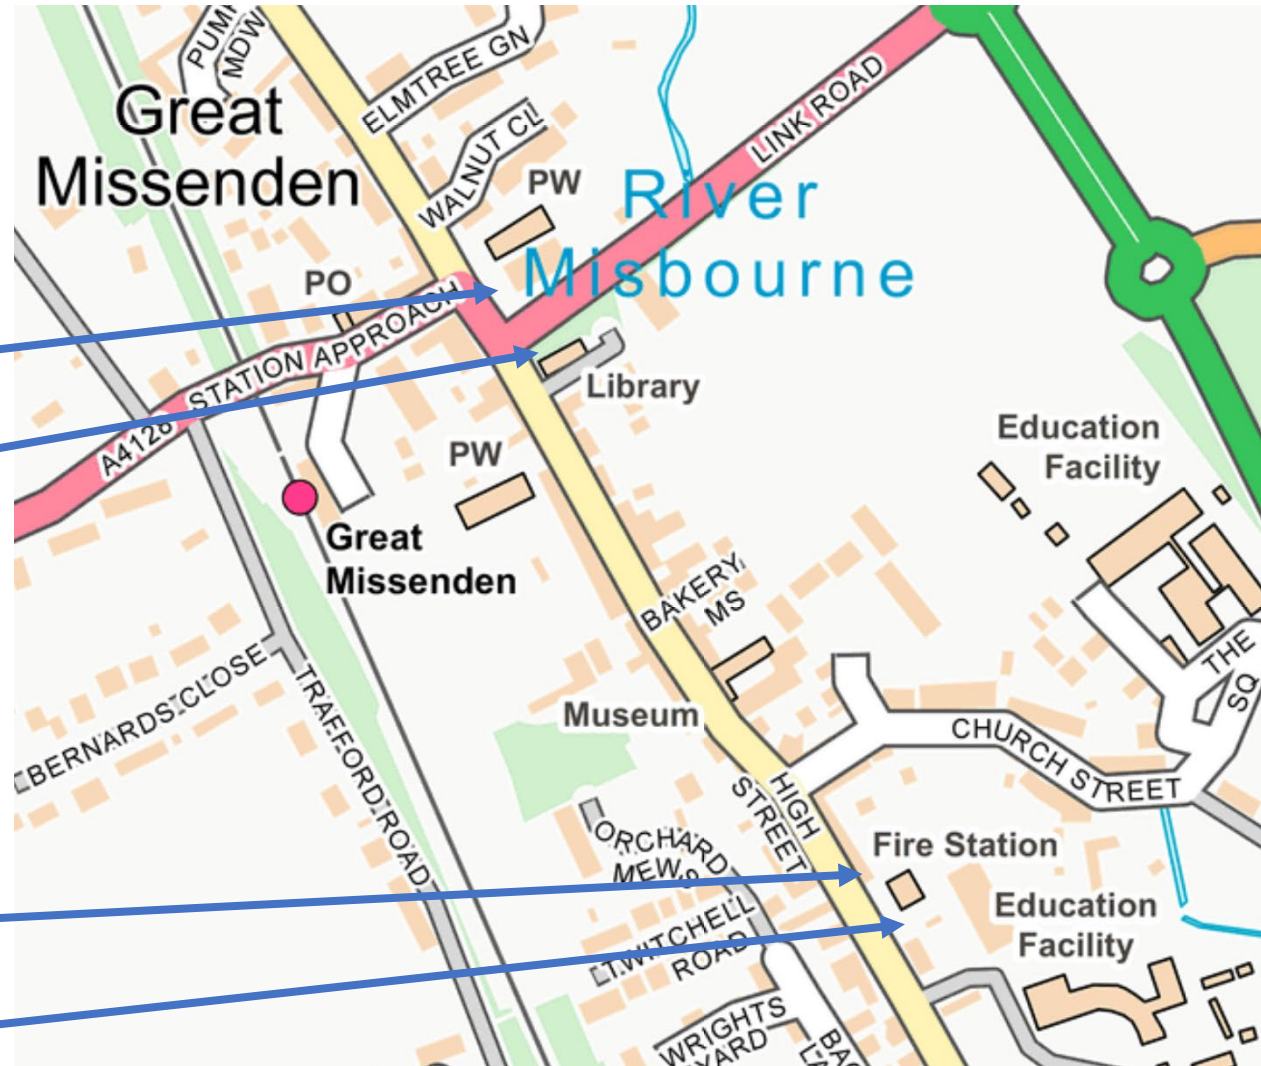 PUMP
MDW
Great
Missenden
ELMTREE GN
WALNUT CL
PW
LINK ROAD
River
Misbourne
PO
STATION APPROACH
A4128
Library
PW
Great
Missenden
Education
Facility
BAKERY
MS
THE
SQ
BERNARDS CLOSE
TRAFFORD ROAD
Museum
CHURCH STREET
HIGH
STREET
ORCHARD
MEWS
Fire Station
TWITCHELL
ROAD
Education
Facility
WRIGHTS
YARD